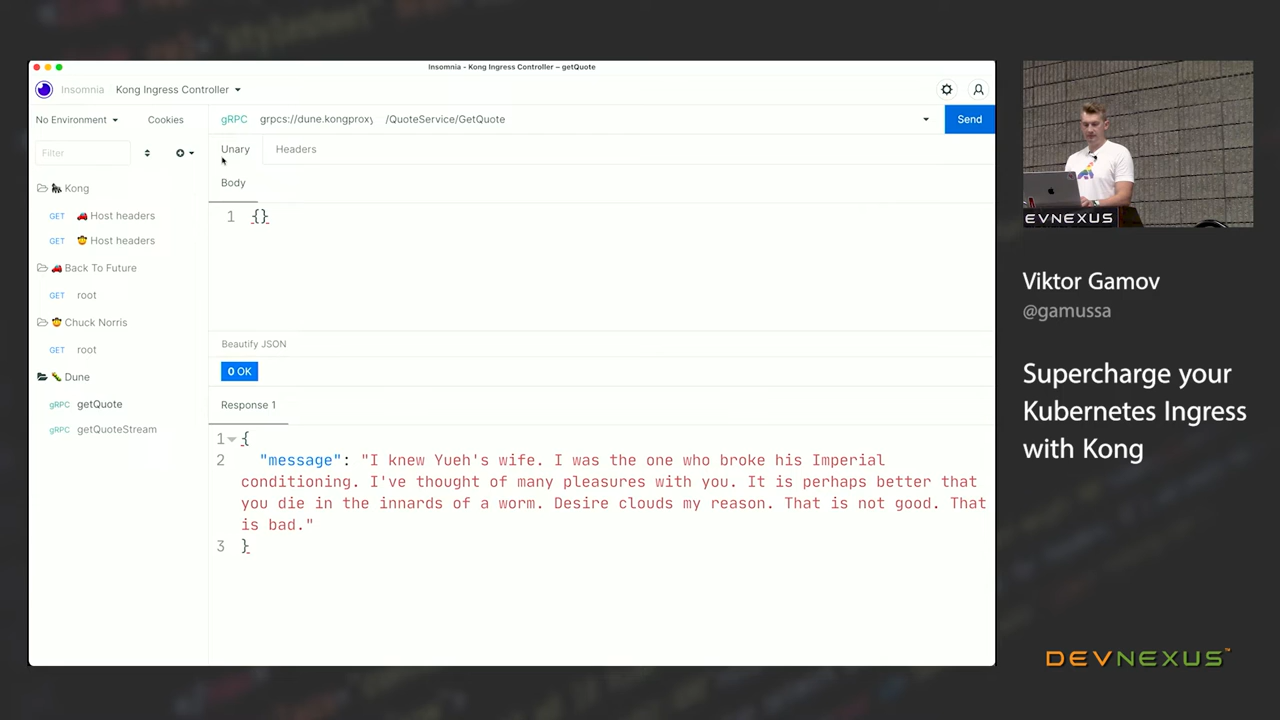 Insomnia – Kong Ingress Controller – getQuote
Insomnia Kong Ingress Controller
No Environment Cookies
Filter
Kong
GET Host headers
GET Host headers
Back To Future
GET root
Chuck Norris
GET root
Dune
gRPC getQuote
gRPC getQuoteStream
gRPC grpcs://dune.kongproxy /QuoteService/GetQuote Send
Unary Headers
Body
1 {}
Beautify JSON
0 OK
Response 1
1 {
2 "message": "I knew Yueh's wife. I was the one who broke his Imperial
conditioning. I've thought of many pleasures with you. It is perhaps better that
you die in the innards of a worm. Desire clouds my reason. That is not good. That
is bad."
3 }
EVNEXUS
Viktor Gamov
@gamussa
Supercharge your
Kubernetes Ingress
with Kong
DEVNEXUS™